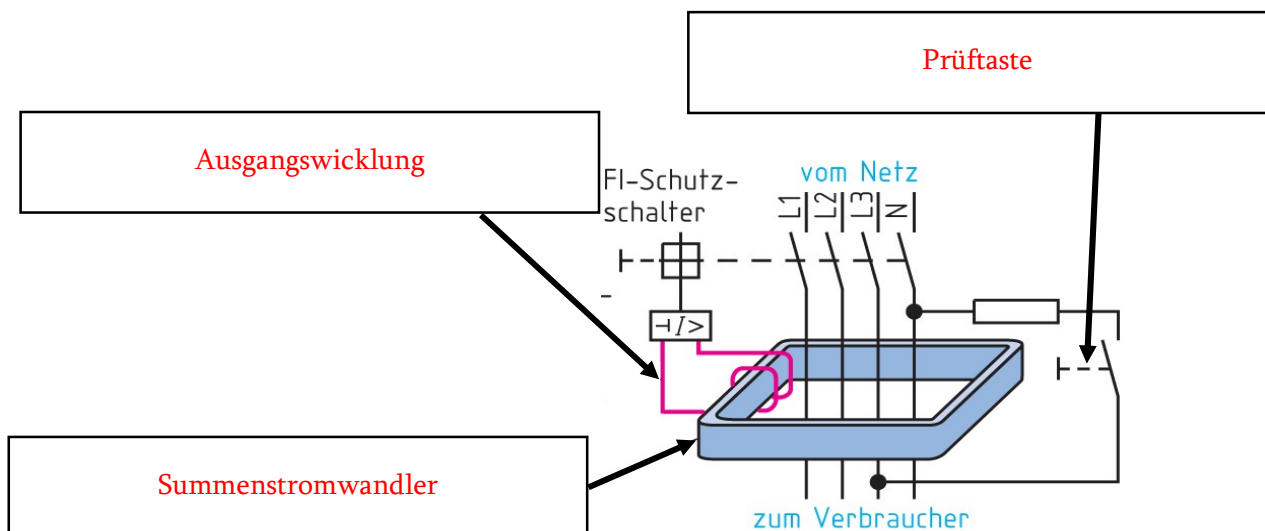 Prüftaste
Ausgangswicklung
FI-Schutz-
schalter
vom Netz
L1
L2
L3
N
I>
Summenstromwandler
zum Verbraucher